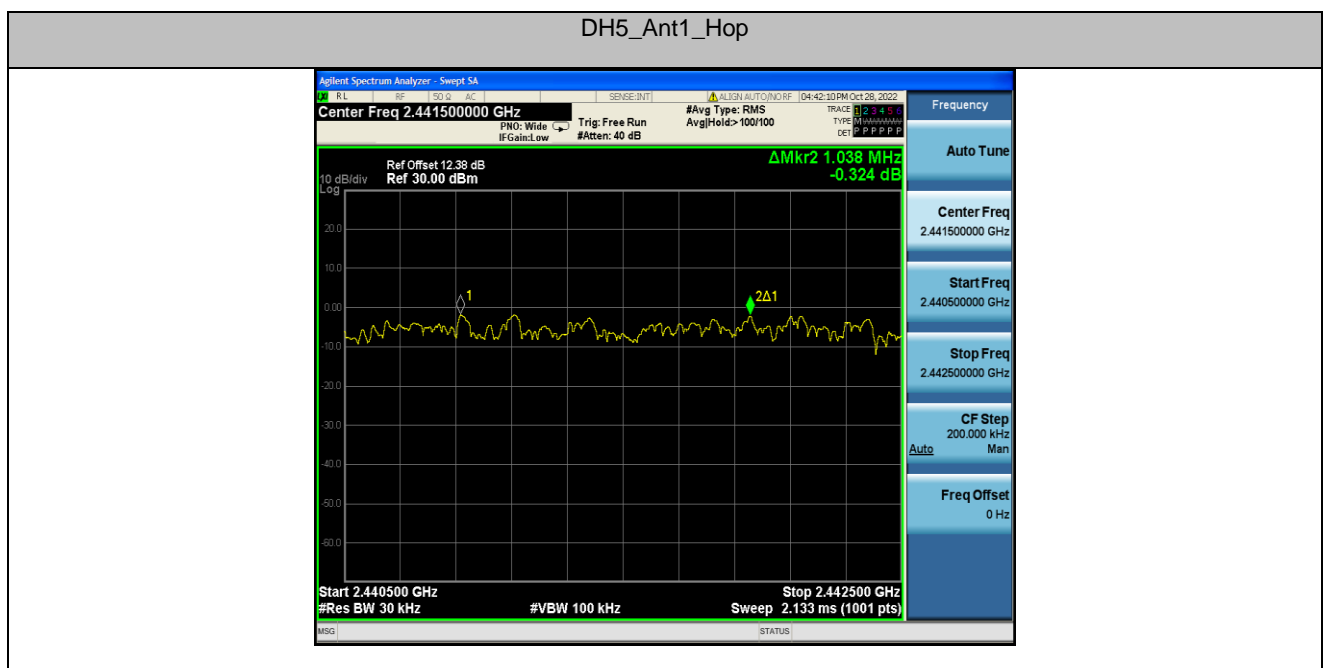 DH5_Ant1_Hop
Agilent Spectrum Analyzer - Swept SA
RL RF 50 Ω AC SENSE:INT ALIGN AUTO/NO RF 04:42:10 PM Oct 28, 2022
Center Freq 2.441500000 GHz
PNO: Wide
IFGain:Low
Trig: Free Run
#Atten: 40 dB
#Avg Type: RMS
Avg|Hold:>100/100
TRACE 1 2 3 4 5 6
TYPE M
DET P P P P P P
Ref Offset 12.38 dB
10 dB/div Ref 30.00 dBm
Log
ΔMkr2 1.038 MHz
-0.324 dB
20.0
10.0
0.00
-10.0
-20.0
-30.0
-40.0
-50.0
-60.0
1
2Δ1
Start 2.440500 GHz
Stop 2.442500 GHz
#Res BW 30 kHz
#VBW 100 kHz
Sweep 2.133 ms (1001 pts)
MSG
STATUS
Frequency
Auto Tune
Center Freq
2.441500000 GHz
Start Freq
2.440500000 GHz
Stop Freq
2.442500000 GHz
CF Step
200.000 kHz
Auto Man
Freq Offset
0 Hz